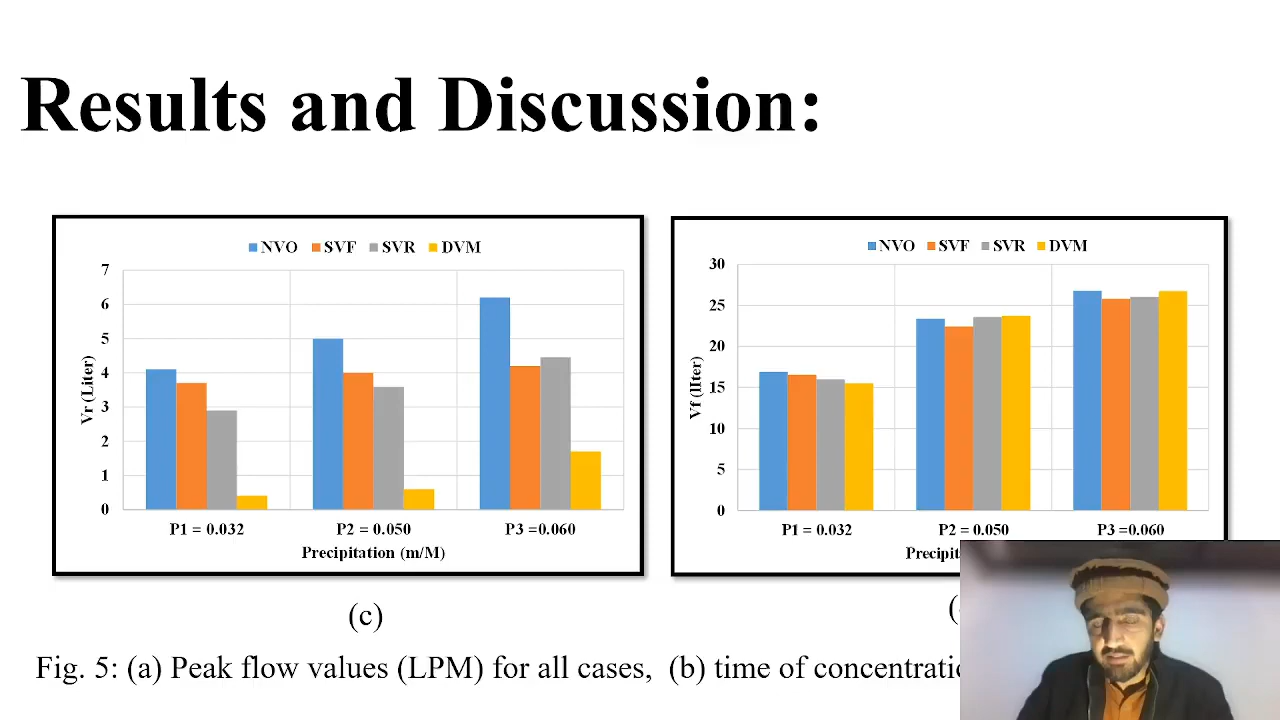 Results and Discussion:
NVO SVF SVR DVM
7
6
5
4
3
2
1
0
Vr (Liter)
P1 = 0.032 P2 = 0.050 P3 =0.060
Precipitation (m/M)
(c)
NVO SVF SVR DVM
30
25
20
15
10
5
0
Vf (lIter)
P1 = 0.032 P2 = 0.050 P3 =0.060
Fig. 5: (a) Peak flow values (LPM) for all cases, (b) time of